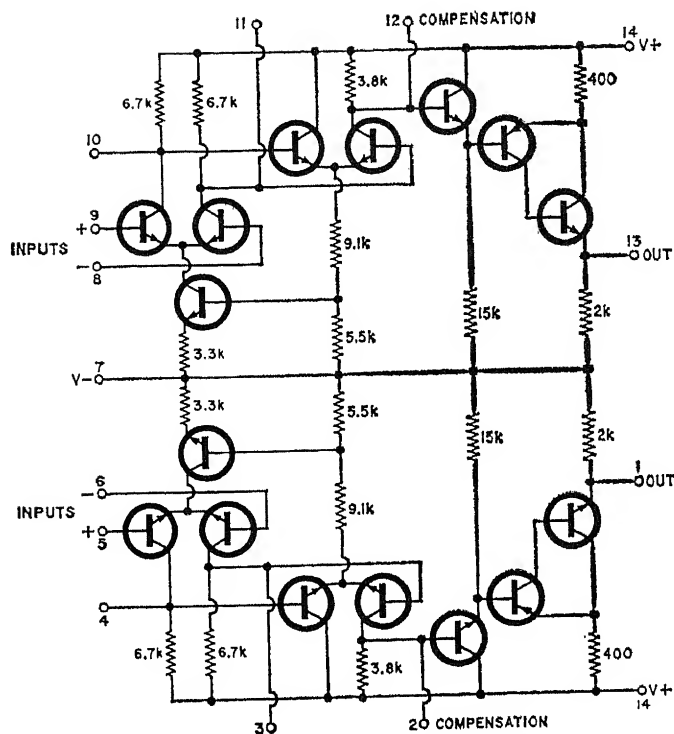 11
12 COMPENSATION
14
V+
6.7k
6.7k
3.8k
400
10
9
+
INPUTS
-
8
9.1k
13
OUT
15k
2k
3.3k
5.5k
7
V-
3.3k
5.5k
15k
2k
6
-
INPUTS
+
5
9.1k
1
OUT
4
6.7k
6.7k
3.8k
400
V+
14
3
2 COMPENSATION